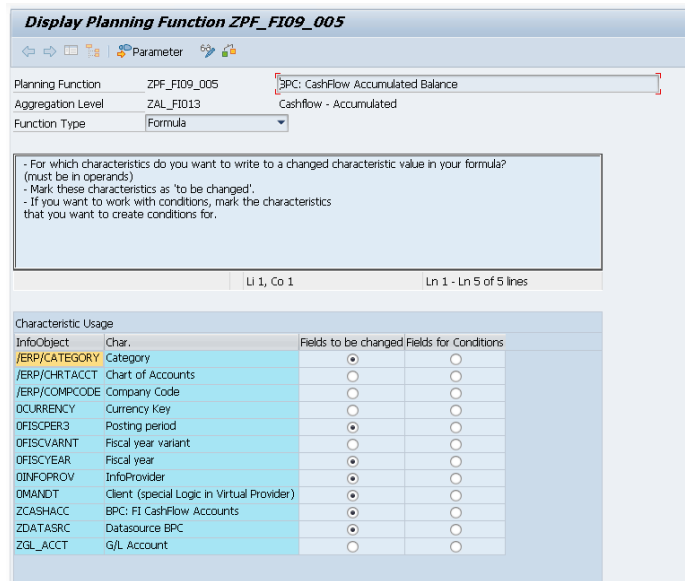 Display Planning Function ZPF_FI09_005
Parameter
Planning Function ZPF_FI09_005 BPC: CashFlow Accumulated Balance
Aggregation Level ZAL_FI013 Cashflow - Accumulated
Function Type Formula
- For which characteristics do you want to write to a changed characteristic value in your formula?
(must be in operands)
- Mark these characteristics as 'to be changed'.
- If you want to work with conditions, mark the characteristics
that you want to create conditions for.
Li 1, Co 1 Ln 1 - Ln 5 of 5 lines
Characteristic Usage
InfoObject Char. Fields to be changed Fields for Conditions
/ERP/CATEGORY Category
/ERP/CHRTACCT Chart of Accounts
/ERP/COMPCODE Company Code
0CURRENCY Currency Key
0FISCPER3 Posting period
0FISCVARNT Fiscal year variant
0FISCYEAR Fiscal year
0INFOPROV InfoProvider
0MANDT Client (special Logic in Virtual Provider)
ZCASHACC BPC: FI CashFlow Accounts
ZDATASRC Datasource BPC
ZGL_ACCT G/L Account